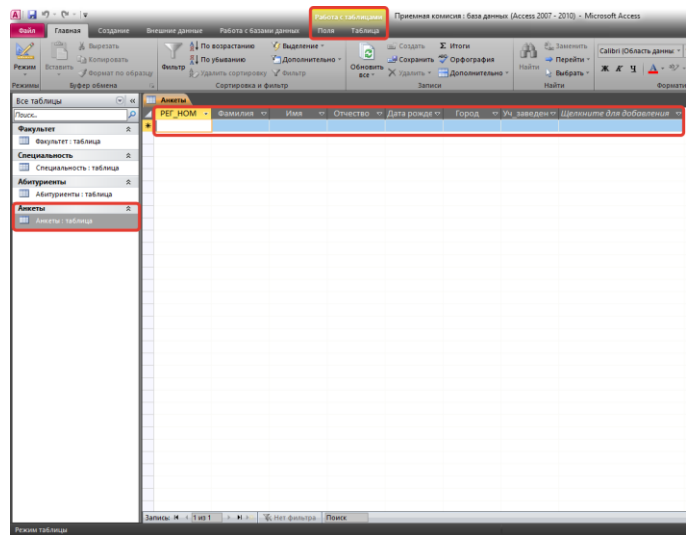 Работа с таблицами Приемная комисия : база данных (Access 2007 - 2010) - Microsoft Access
Файл Главная Создание Внешние данные Работа с базами данных Поля Таблица
Режим
Вставить
Вырезать
Копировать
Формат по образцу
Фильтр
По возрастанию
По убыванию
Удалить сортировку
Выделение
Дополнительно
Фильтр
Обновить все
Создать
Сохранить
Удалить
Итоги
Орфография
Дополнительно
Найти
Заменить
Перейти
Выбрать
Calibri (Область данны
Ж К Ч А
Режимы Буфер обмена Сортировка и фильтр Записи Найти Формати
Все таблицы
Поиск..
Факультет
Факультет : таблица
Специальность
Специальность : таблица
Абитуриенты
Абитуриенты : таблица
Анкеты
Анкеты : таблица
Анкеты
РЕГ_НОМ Фамилия Имя Отчество Дата рожде Город Уч_заведен Щелкните для добавления
Запись: 1 из 1 Нет фильтра Поиск
Режим таблицы